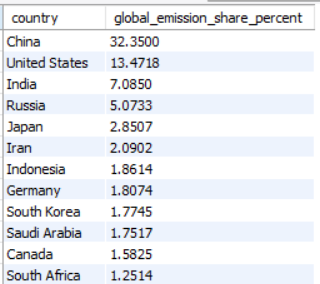 country global_emission_share_percent
China 32.3500
United States 13.4718
India 7.0850
Russia 5.0733
Japan 2.8507
Iran 2.0902
Indonesia 1.8614
Germany 1.8074
South Korea 1.7745
Saudi Arabia 1.7517
Canada 1.5825
South Africa 1.2514